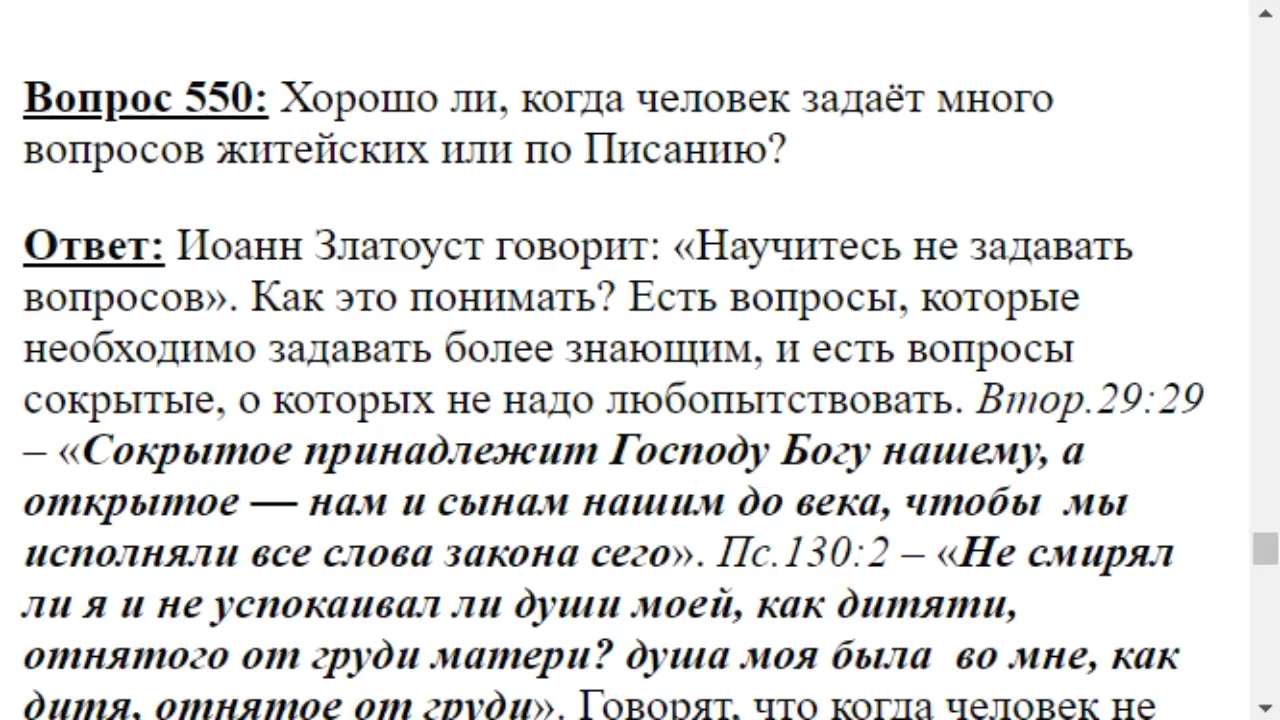 Вопрос 550: Хорошо ли, когда человек задаёт много
вопросов житейских или по Писанию?
Ответ: Иоанн Златоуст говорит: «Научитесь не задавать
вопросов». Как это понимать? Есть вопросы, которые
необходимо задавать более знающим, и есть вопросы
сокрытые, о которых не надо любопытствовать. Втор.29:29
– «Сокрытое принадлежит Господу Богу нашему, а
открытое — нам и сынам нашим до века, чтобы  мы
исполняли все слова закона сего». Пс.130:2 – «Не смирял
ли я и не успокаивал ли души моей, как дитяти,
отнятого от груди матери? душа моя была  во мне, как
дитя, отнятое от груди». Говорят, что когда человек не